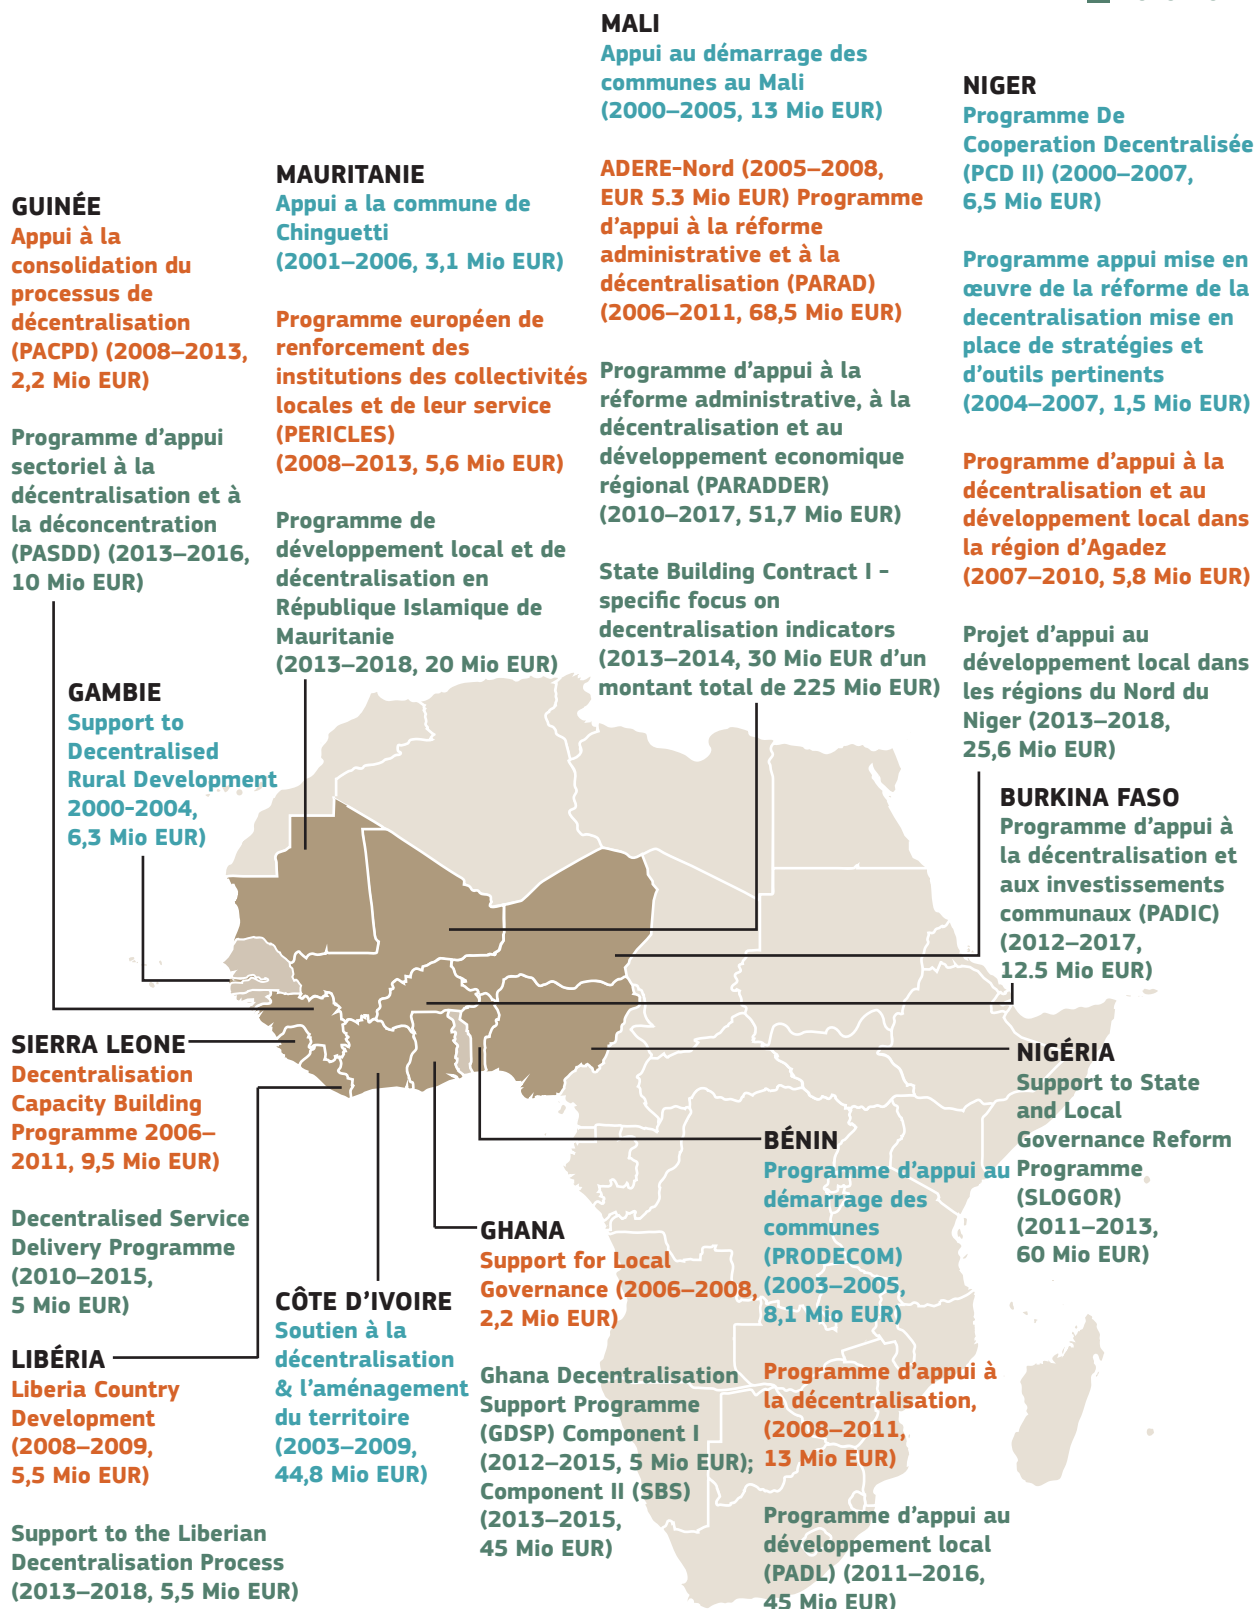 MALI
Appui au démarrage des
communes au Mali
(2000–2005, 13 Mio EUR)
ADERE-Nord (2005–2008,
EUR 5.3 Mio EUR) Programme
d'appui à la réforme
administrative et à la
décentralisation (PARAD)
(2006–2011, 68,5 Mio EUR)
Programme d'appui à la
réforme administrative, à la
décentralisation et au
développement economique
régional (PARADDER)
(2010–2017, 51,7 Mio EUR)
State Building Contract I -
specific focus on
decentralisation indicators
(2013–2014, 30 Mio EUR d'un
montant total de 225 Mio EUR)
NIGER
Programme De
Cooperation Decentralisée
(PCD II) (2000–2007,
6,5 Mio EUR)
Programme appui mise en
œuvre de la réforme de la
decentralisation mise en
place de stratégies et
d'outils pertinents
(2004–2007, 1,5 Mio EUR)
Programme d'appui à la
décentralisation et au
développement local dans
la région d'Agadez
(2007–2010, 5,8 Mio EUR)
Projet d'appui au
développement local dans
les régions du Nord du
Niger (2013–2018,
25,6 Mio EUR)
MAURITANIE
Appui a la commune de
Chinguetti
(2001–2006, 3,1 Mio EUR)
Programme européen de
renforcement des
institutions des collectivités
locales et de leur service
(PERICLES)
(2008–2013, 5,6 Mio EUR)
Programme de
développement local et de
décentralisation en
République Islamique de
Mauritanie
(2013–2018, 20 Mio EUR)
GUINÉE
Appui à la
consolidation du
processus de
décentralisation
(PACPD) (2008–2013,
2,2 Mio EUR)
Programme d'appui
sectoriel à la
décentralisation et à
la déconcentration
(PASDD) (2013–2016,
10 Mio EUR)
GAMBIE
Support to
Decentralised
Rural Development
2000-2004,
6,3 Mio EUR)
BURKINA FASO
Programme d'appui à
la décentralisation et
aux investissements
communaux (PADIC)
(2012–2017,
12.5 Mio EUR)
SIERRA LEONE
Decentralisation
Capacity Building
Programme 2006–
2011, 9,5 Mio EUR)
Decentralised Service
Delivery Programme
(2010–2015,
5 Mio EUR)
LIBÉRIA
Liberia Country
Development
(2008–2009,
5,5 Mio EUR)
Support to the Liberian
Decentralisation Process
(2013–2018, 5,5 Mio EUR)
CÔTE D'IVOIRE
Soutien à la
décentralisation
& l'aménagement
du territoire
(2003–2009,
44,8 Mio EUR)
GHANA
Support for Local
Governance (2006–2008,
2,2 Mio EUR)
Ghana Decentralisation
Support Programme
(GDSP) Component I
(2012–2015, 5 Mio EUR);
Component II (SBS)
(2013–2015,
45 Mio EUR)
BÉNIN
Programme d'appui au
démarrage des
communes
(PRODECOM)
(2003–2005,
8,1 Mio EUR)
Programme d'appui à
la décentralisation,
(2008–2011,
13 Mio EUR)
Programme d'appui au
développement local
(PADL) (2011–2016,
45 Mio EUR)
NIGÉRIA
Support to State
and Local
Governance Reform
Programme
(SLOGOR)
(2011–2013,
60 Mio EUR)